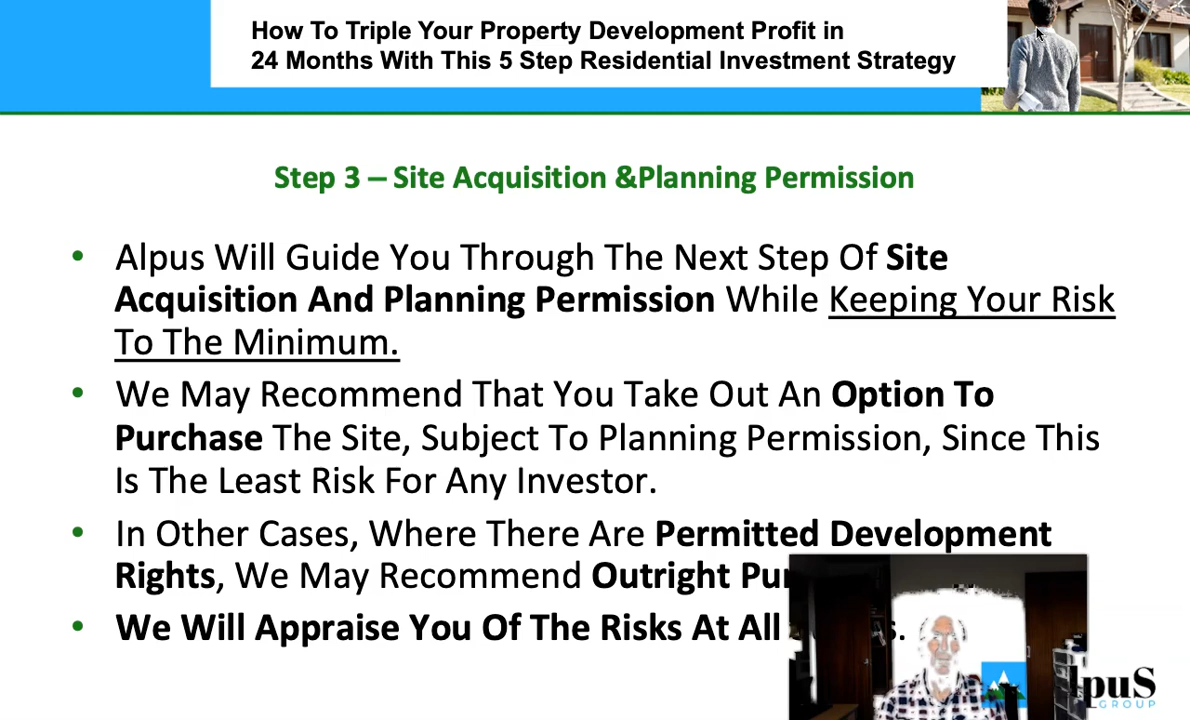 How To Triple Your Property Development Profit in
24 Months With This 5 Step Residential Investment Strategy
Step 3 – Site Acquisition &Planning Permission
• Alpus Will Guide You Through The Next Step Of Site
Acquisition And Planning Permission While Keeping Your Risk
To The Minimum.
• We May Recommend That You Take Out An Option To
Purchase The Site, Subject To Planning Permission, Since This
Is The Least Risk For Any Investor.
• In Other Cases, Where There Are Permitted Development
Rights, We May Recommend Outright
• We Will Appraise You Of The Risks At All
lpuS
GROUP